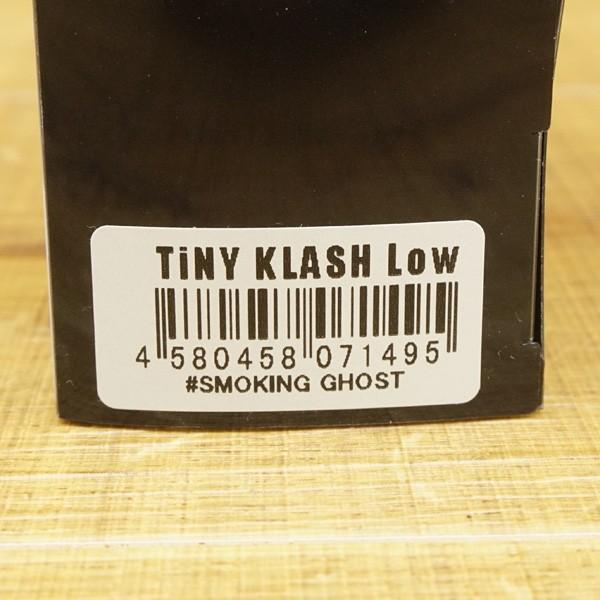 TiNY KLASH Low
4 580458 071495
#SMOKING GHOST